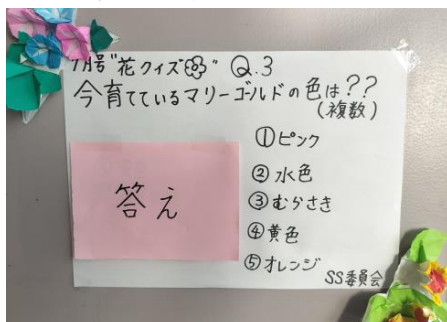 7月号"花クイズ" Q.3
今育てているマリーゴールドの色は??
(複数)
①ピンク
②水色
③むらさき
④黄色
⑤オレンジ
答え
SS委員会